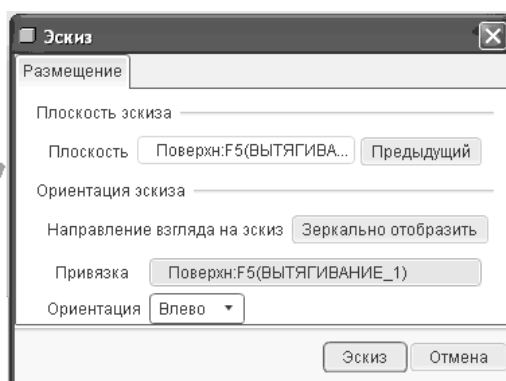 Эскиз
Размещение
Плоскость эскиза
Плоскость Поверхн:F5(ВЫТЯГИВА... Предыдущий
Ориентация эскиза
Направление взгляда на эскиз Зеркально отобразить
Привязка Поверхн:F5(ВЫТЯГИВАНИЕ_1)
Ориентация Влево
Эскиз Отмена